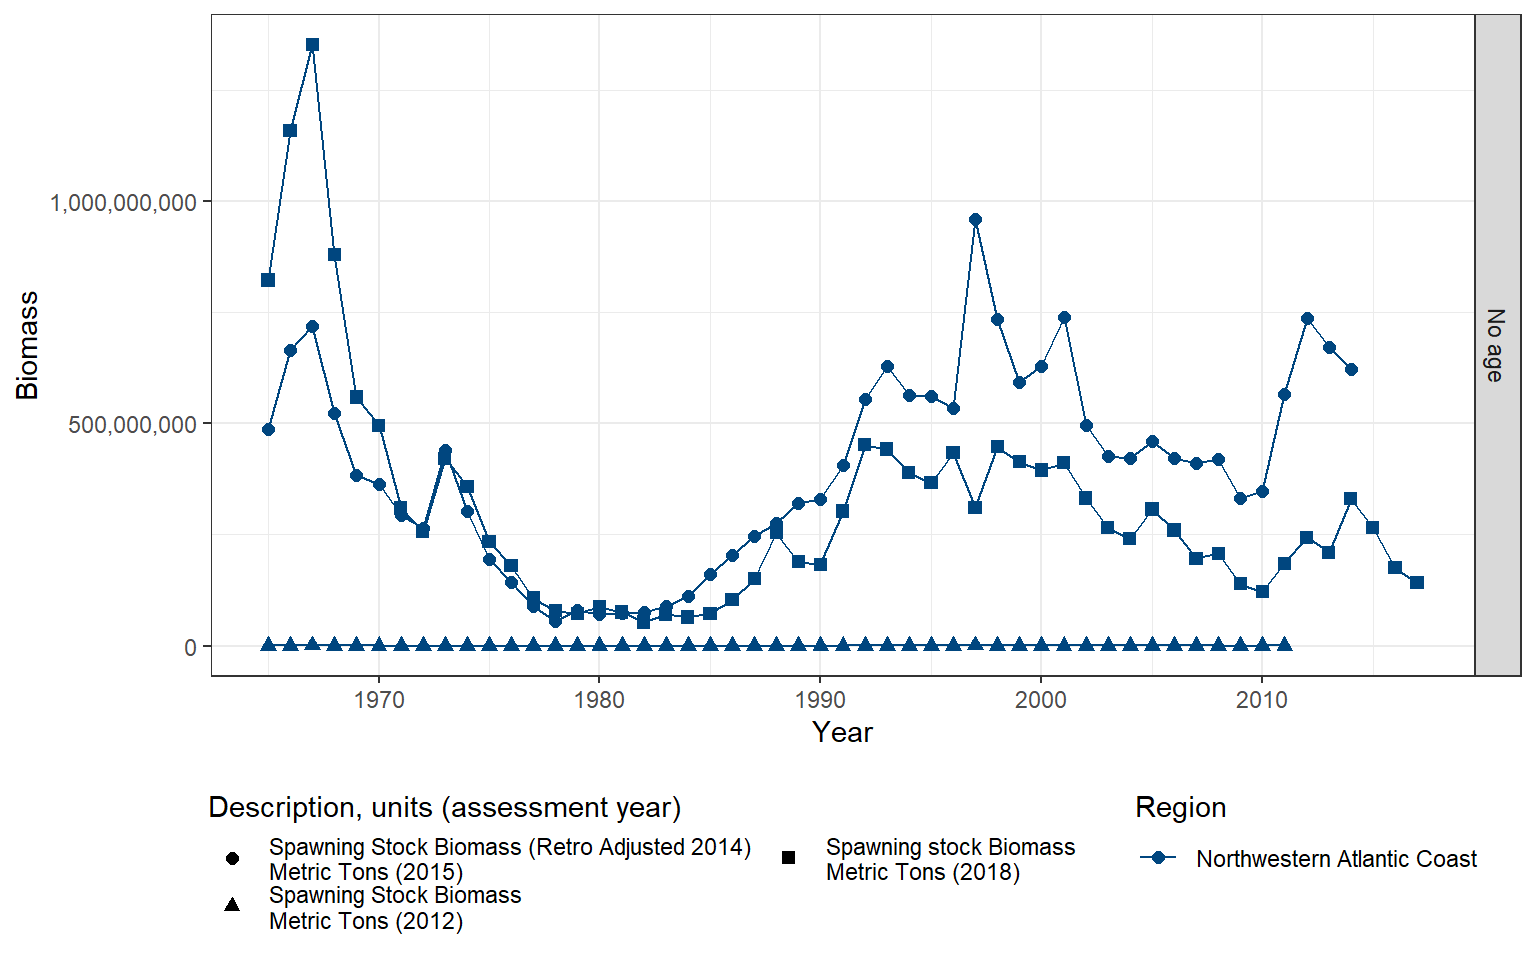 1,000,000,000
500,000,000
0
Biomass
No age
1970 1980 1990 2000 2010
Year
Description, units (assessment year)
Spawning Stock Biomass (Retro Adjusted 2014)
Metric Tons (2015)
Spawning Stock Biomass
Metric Tons (2012)
Spawning stock Biomass
Metric Tons (2018)
Region
Northwestern Atlantic Coast